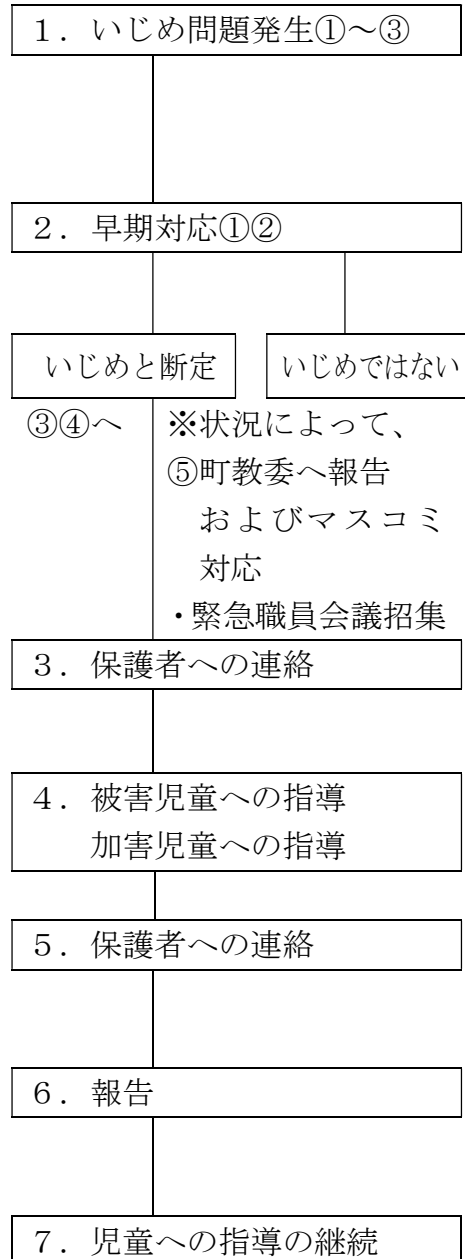 １．いじめ問題発生①～③
２．早期対応①②
いじめと断定
いじめではない
③④へ
※状況によって、
⑤町教委へ報告
およびマスコミ
対応
・緊急職員会議招集
３．保護者への連絡
４．被害児童への指導
加害児童への指導
５．保護者への連絡
６．報告
７．児童への指導の継続